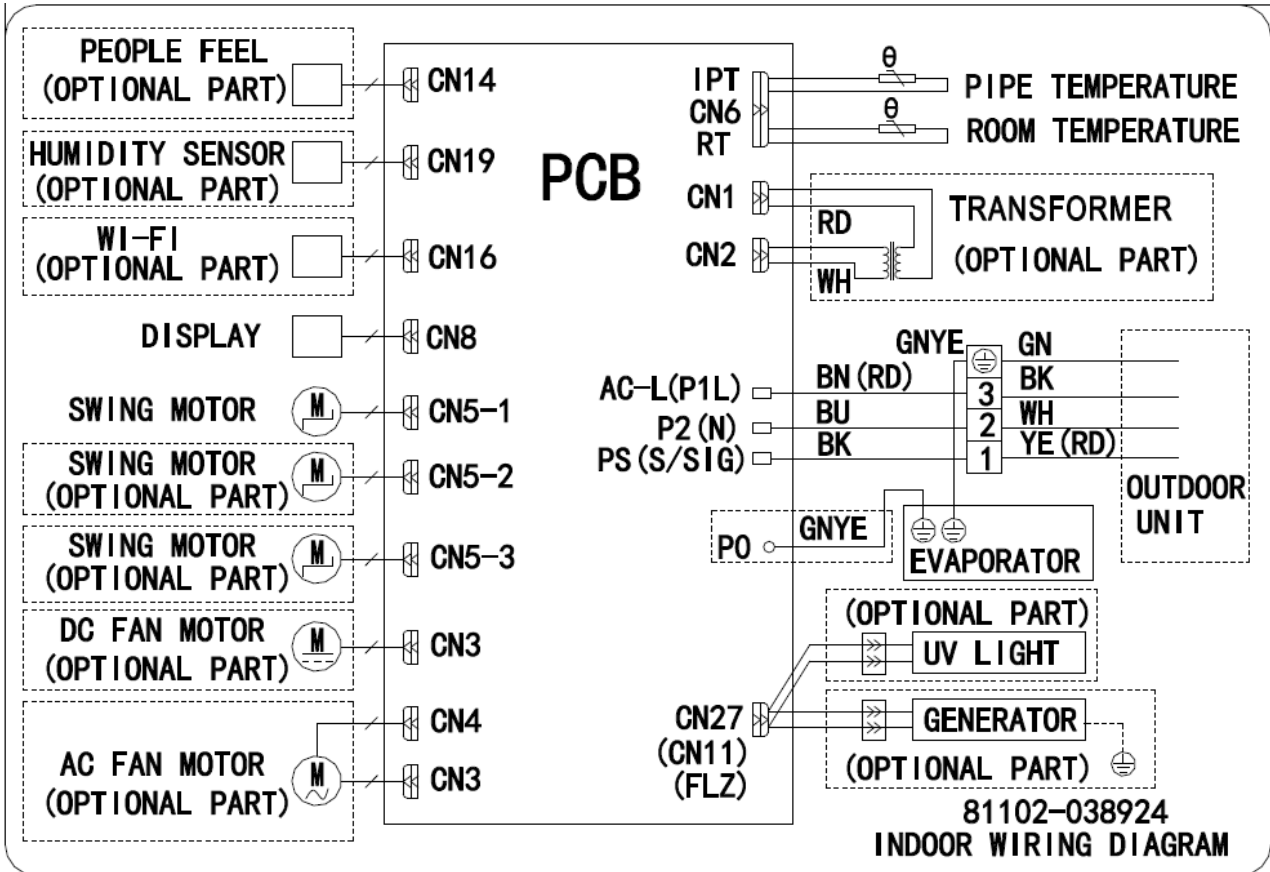 PEOPLE FEEL
(OPTIONAL PART)
CN14
HUMIDITY SENSOR
(OPTIONAL PART)
CN19
WI-FI
(OPTIONAL PART)
CN16
DISPLAY
CN8
SWING MOTOR
M
CN5-1
SWING MOTOR
(OPTIONAL PART)
M
CN5-2
SWING MOTOR
(OPTIONAL PART)
M
CN5-3
DC FAN MOTOR
(OPTIONAL PART)
M
CN3
AC FAN MOTOR
(OPTIONAL PART)
M
CN4
CN3
PCB
IPT
CN6
RT
θ
PIPE TEMPERATURE
θ
ROOM TEMPERATURE
CN1
CN2
RD
WH
TRANSFORMER
(OPTIONAL PART)
GNYE
GN
AC-L(P1L)
BN(RD)
3
BK
P2(N)
BU
2
WH
PS(S/SIG)
BK
1
YE(RD)
OUTDOOR
UNIT
P0
GNYE
EVAPORATOR
(OPTIONAL PART)
UV LIGHT
CN27
(CN11)
(FLZ)
GENERATOR
(OPTIONAL PART)
81102-038924
INDOOR WIRING DIAGRAM